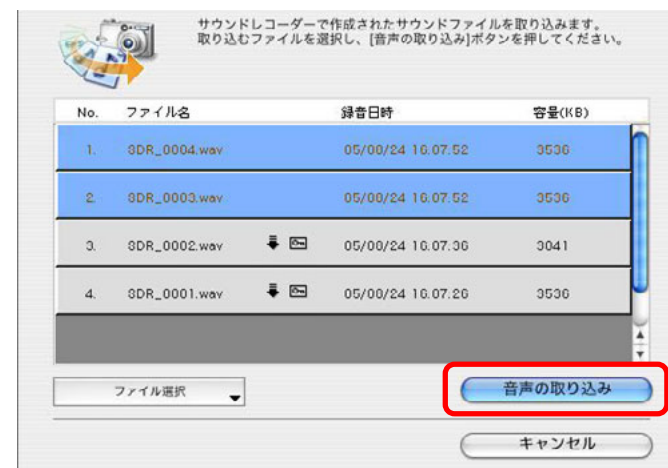 サウンドレコーダーで作成されたサウンドファイルを取り込みます。
取り込むファイルを選択し、[音声の取り込み]ボタンを押してください。
No. ファイル名 録音日時 容量(KB)
1. SDR_0004.wav 05/08/24 16.07.52 3536
2. SDR_0003.wav 05/08/24 16.07.52 3536
3. SDR_0002.wav 05/08/24 16.07.36 3041
4. SDR_0001.wav 05/08/24 16.07.26 3536
ファイル選択
音声の取り込み
キャンセル